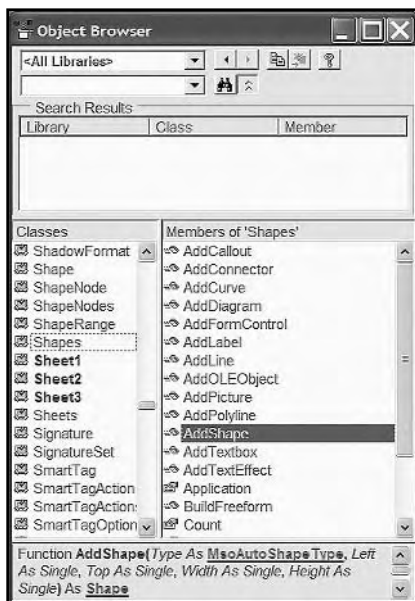 Object Browser
<All Libraries>
Search Results
Library Class Member
Classes
ShadowFormat
Shape
ShapeNode
ShapeNodes
ShapeRange
Shapes
Sheet1
Sheet2
Sheet3
Sheets
Signature
SignatureSet
SmartTag
SmartTagAction
SmartTagAction
SmartTagOption
Members of 'Shapes'
AddCallout
AddConnector
AddCurve
AddDiagram
AddFormControl
AddLabel
AddLine
AddOLEObject
AddPicture
AddPolyline
AddShape
AddTextbox
AddTextEffect
Application
BuildFreeform
Count
Function AddShape(Type As MsoAutoShapeType, Left
As Single, Top As Single, Width As Single, Height As
Single) As Shape